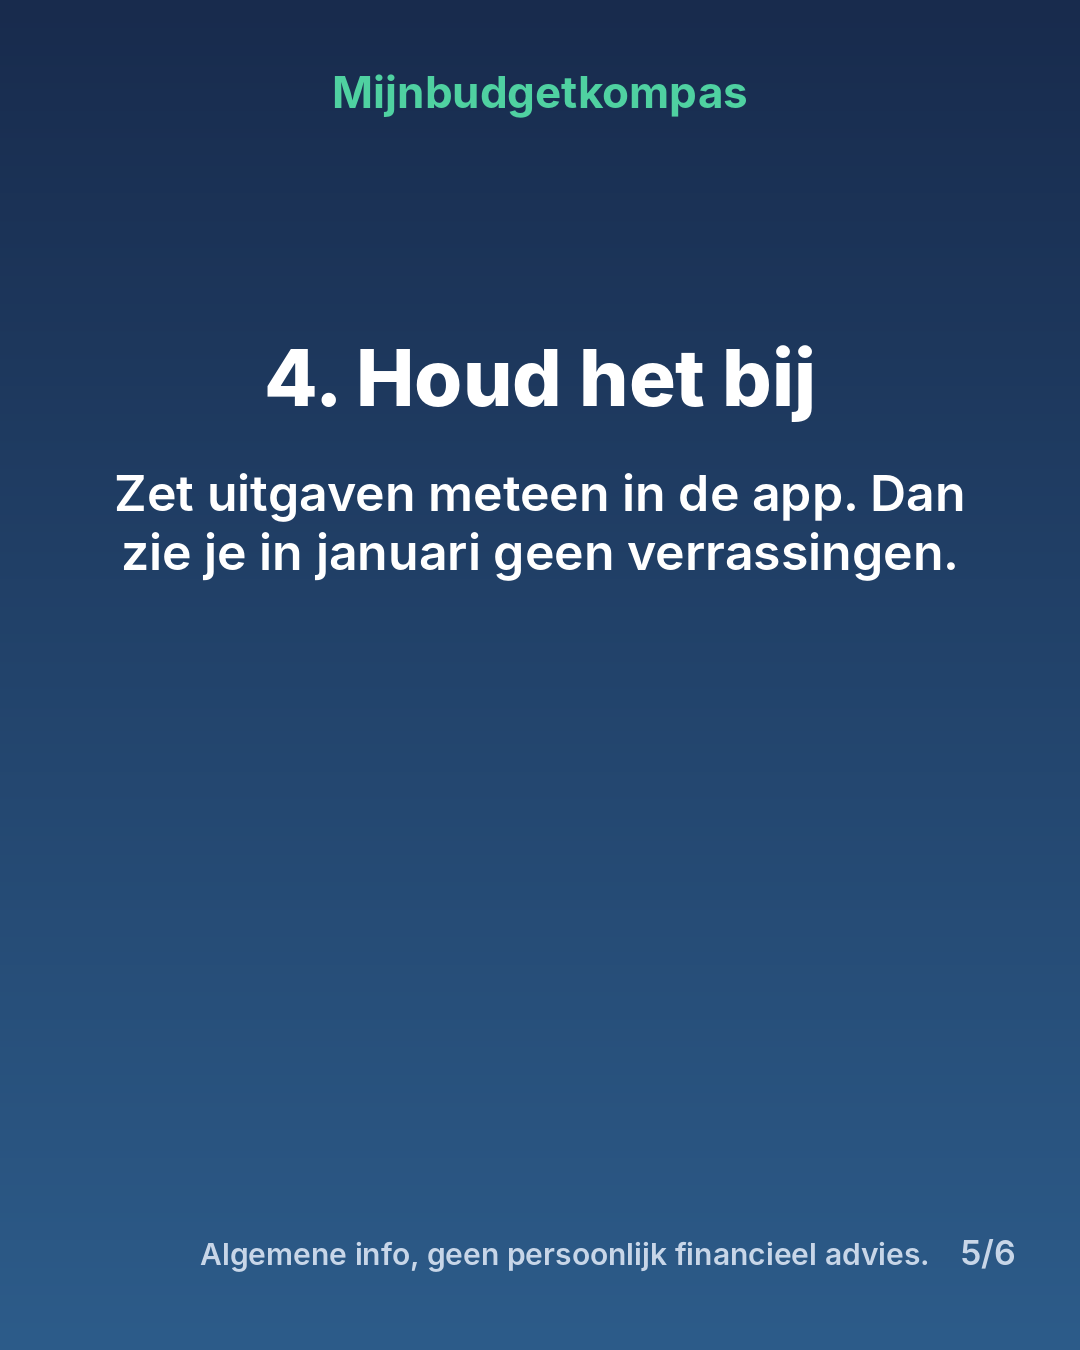 Mijnbudgetkompas
4. Houd het bij
Zet uitgaven meteen in de app. Dan
zie je in januari geen verrassingen.
Algemene info, geen persoonlijk financieel advies. 5/6